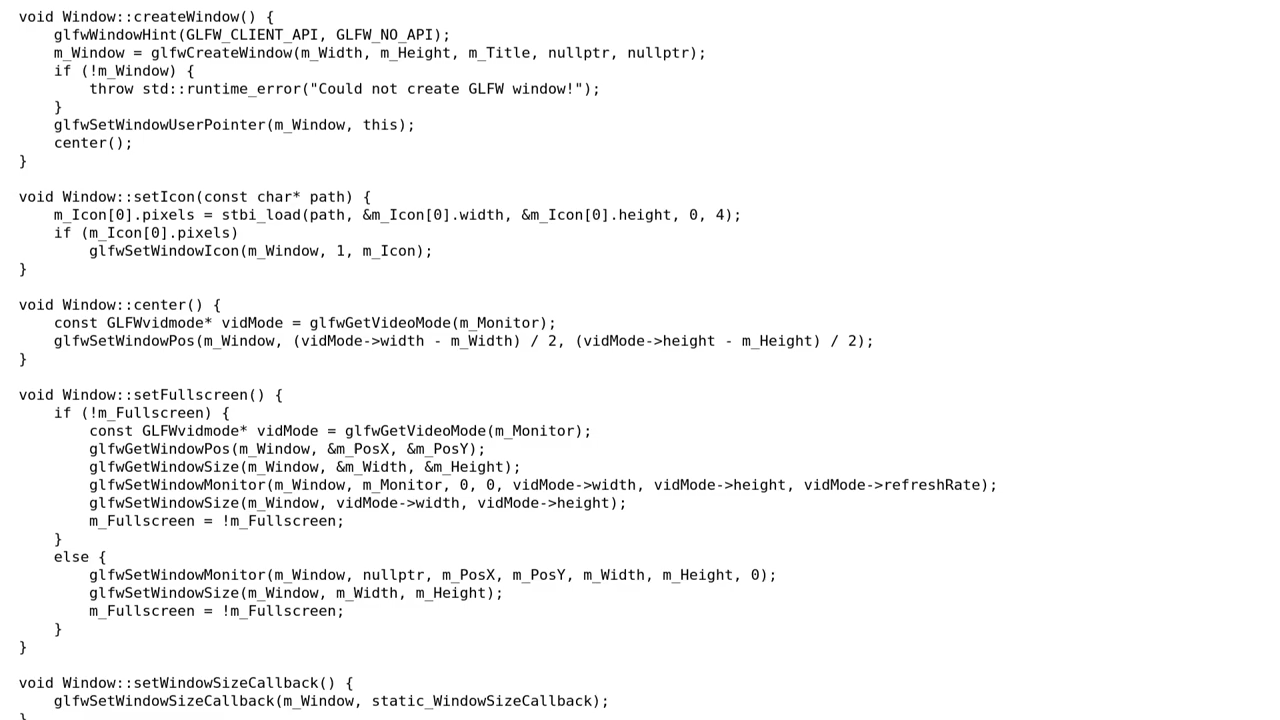 void Window::createWindow() {
    glfwWindowHint(GLFW_CLIENT_API, GLFW_NO_API);
    m_Window = glfwCreateWindow(m_Width, m_Height, m_Title, nullptr, nullptr);
    if (!m_Window) {
        throw std::runtime_error("Could not create GLFW window!");
    }
    glfwSetWindowUserPointer(m_Window, this);
    center();
}

void Window::setIcon(const char* path) {
    m_Icon[0].pixels = stbi_load(path, &m_Icon[0].width, &m_Icon[0].height, 0, 4);
    if (m_Icon[0].pixels)
        glfwSetWindowIcon(m_Window, 1, m_Icon);
}

void Window::center() {
    const GLFWvidmode* vidMode = glfwGetVideoMode(m_Monitor);
    glfwSetWindowPos(m_Window, (vidMode->width - m_Width) / 2, (vidMode->height - m_Height) / 2);
}

void Window::setFullscreen() {
    if (!m_Fullscreen) {
        const GLFWvidmode* vidMode = glfwGetVideoMode(m_Monitor);
        glfwGetWindowPos(m_Window, &m_PosX, &m_PosY);
        glfwGetWindowSize(m_Window, &m_Width, &m_Height);
        glfwSetWindowMonitor(m_Window, m_Monitor, 0, 0, vidMode->width, vidMode->height, vidMode->refreshRate);
        glfwSetWindowSize(m_Window, vidMode->width, vidMode->height);
        m_Fullscreen = !m_Fullscreen;
    }
    else {
        glfwSetWindowMonitor(m_Window, nullptr, m_PosX, m_PosY, m_Width, m_Height, 0);
        glfwSetWindowSize(m_Window, m_Width, m_Height);
        m_Fullscreen = !m_Fullscreen;
    }
}

void Window::setWindowSizeCallback() {
    glfwSetWindowSizeCallback(m_Window, static_WindowSizeCallback);
}